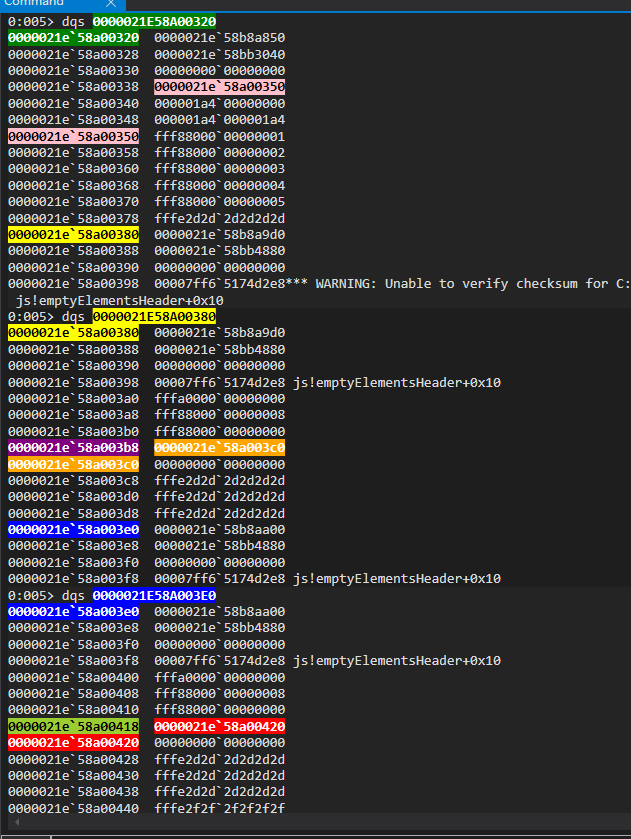 Command
0:005> dqs 0000021E58A00320
0000021e`58a00320  0000021e`58b8a850
0000021e`58a00328  0000021e`58bb3040
0000021e`58a00330  00000000`00000000
0000021e`58a00338  0000021e`58a00350
0000021e`58a00340  000001a4`00000000
0000021e`58a00348  000001a4`000001a4
0000021e`58a00350  fff88000`00000001
0000021e`58a00358  fff88000`00000002
0000021e`58a00360  fff88000`00000003
0000021e`58a00368  fff88000`00000004
0000021e`58a00370  fff88000`00000005
0000021e`58a00378  fffe2d2d`2d2d2d2d
0000021e`58a00380  0000021e`58b8a9d0
0000021e`58a00388  0000021e`58bb4880
0000021e`58a00390  00000000`00000000
0000021e`58a00398  00007ff6`5174d2e8*** WARNING: Unable to verify checksum for C:
js!emptyElementsHeader+0x10
0:005> dqs 0000021E58A00380
0000021e`58a00380  0000021e`58b8a9d0
0000021e`58a00388  0000021e`58bb4880
0000021e`58a00390  00000000`00000000
0000021e`58a00398  00007ff6`5174d2e8 js!emptyElementsHeader+0x10
0000021e`58a003a0  fffa0000`00000000
0000021e`58a003a8  fff88000`00000008
0000021e`58a003b0  fff88000`00000000
0000021e`58a003b8  0000021e`58a003c0
0000021e`58a003c0  00000000`00000000
0000021e`58a003c8  fffe2d2d`2d2d2d2d
0000021e`58a003d0  fffe2d2d`2d2d2d2d
0000021e`58a003d8  fffe2d2d`2d2d2d2d
0000021e`58a003e0  0000021e`58b8aa00
0000021e`58a003e8  0000021e`58bb4880
0000021e`58a003f0  00000000`00000000
0000021e`58a003f8  00007ff6`5174d2e8 js!emptyElementsHeader+0x10
0:005> dqs 0000021E58A003E0
0000021e`58a003e0  0000021e`58b8aa00
0000021e`58a003e8  0000021e`58bb4880
0000021e`58a003f0  00000000`00000000
0000021e`58a003f8  00007ff6`5174d2e8 js!emptyElementsHeader+0x10
0000021e`58a00400  fffa0000`00000000
0000021e`58a00408  fff88000`00000008
0000021e`58a00410  fff88000`00000000
0000021e`58a00418  0000021e`58a00420
0000021e`58a00420  00000000`00000000
0000021e`58a00428  fffe2d2d`2d2d2d2d
0000021e`58a00430  fffe2d2d`2d2d2d2d
0000021e`58a00438  fffe2d2d`2d2d2d2d
0000021e`58a00440  fffe2f2f`2f2f2f2f